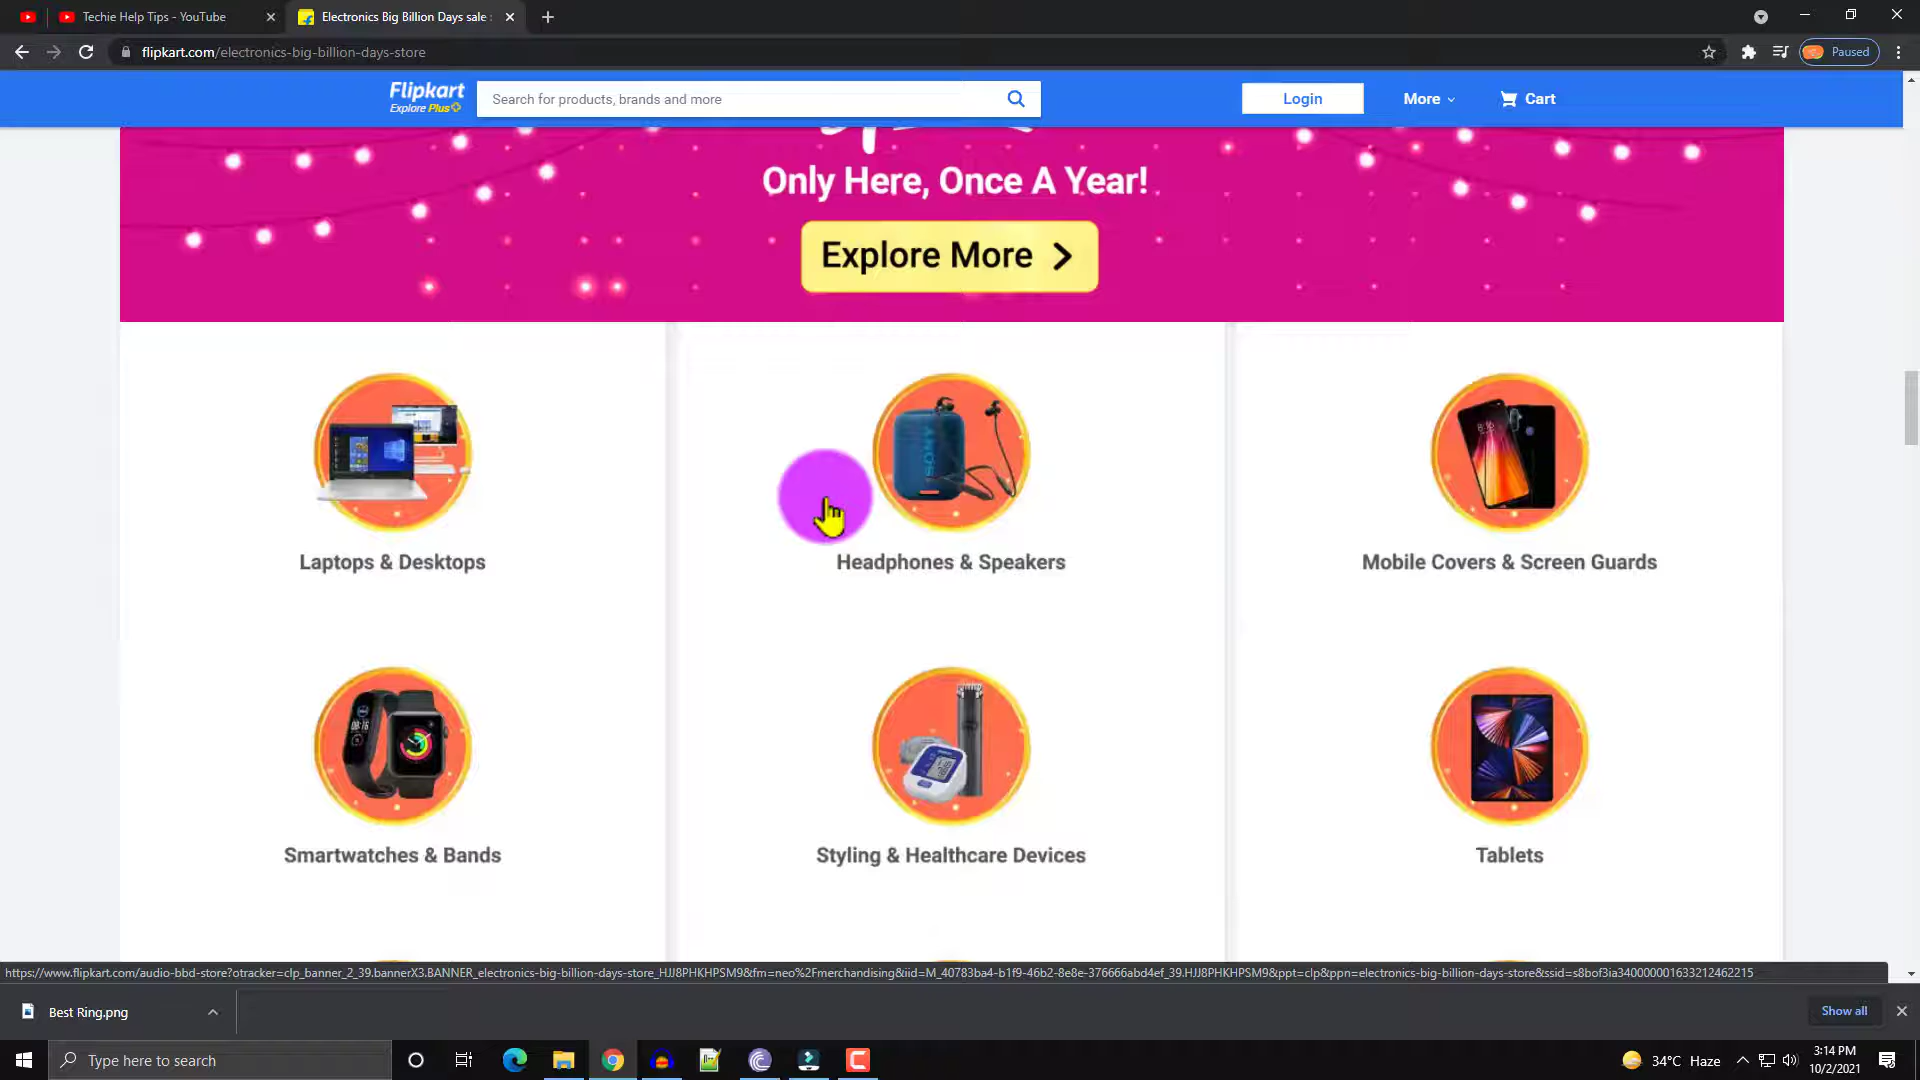 Techie Help Tips - YouTube
Electronics Big Billion Days sale
flipkart.com/electronics-big-billion-days-store
Paused
Flipkart
Explore Plus
Search for products, brands and more
Login
More
Cart
Only Here, Once A Year!
Explore More
Laptops & Desktops
SONY
Headphones & Speakers
Mobile Covers & Screen Guards
Smartwatches & Bands
Styling & Healthcare Devices
Tablets
https://www.flipkart.com/audio-bbd-store?otracker=clp_banner_2_39.bannerX3.BANNER_electronics-big-billion-days-store_HJJ8PHKHPSM9&fm=neo%2Fmerchandising&iid=M_40783ba4-b1f9-46b2-8e8e-376666abd4ef_39.HJJ8PHKHPSM9&ppt=clp&ppn=electronics-big-billion-days-store&ssid=s8bof3ia340000001633212462215
Best Ring.png
Show all
Type here to search
34°C Haze
3:14 PM
10/2/2021